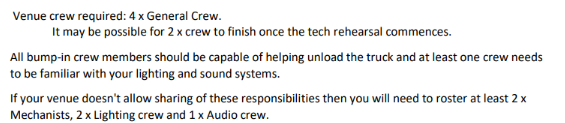 Venue crew required: 4 x General Crew.
It may be possible for 2 x crew to finish once the tech rehearsal commences.
All bump-in crew members should be capable of helping unload the truck and at least one crew needs
to be familiar with your lighting and sound systems.
If your venue doesn't allow sharing of these responsibilities then you will need to roster at least 2 x
Mechanists, 2 x Lighting crew and 1 x Audio crew.